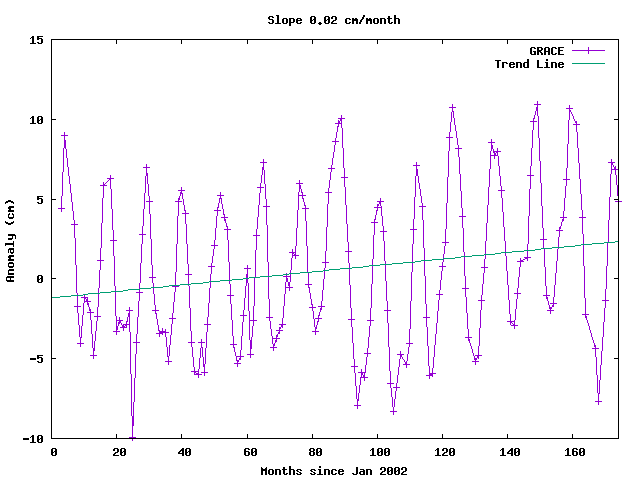 Slope 0.02 cm/month
15
10
5
0
-5
-10
Anomaly (cm)
GRACE
Trend Line
0 20 40 60 80 100 120 140 160
Months since Jan 2002